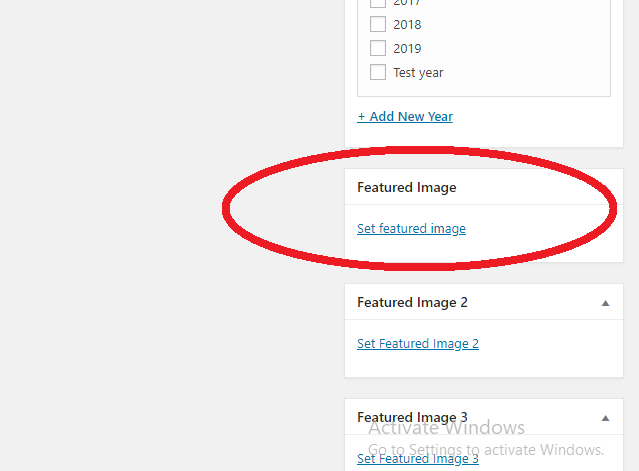 2017
2018
2019
Test year
+ Add New Year
Featured Image
Set featured image
Featured Image 2
Set Featured Image 2
Featured Image 3
Activate Windows
Go to Settings to activate Windows.
Set Featured Image 3